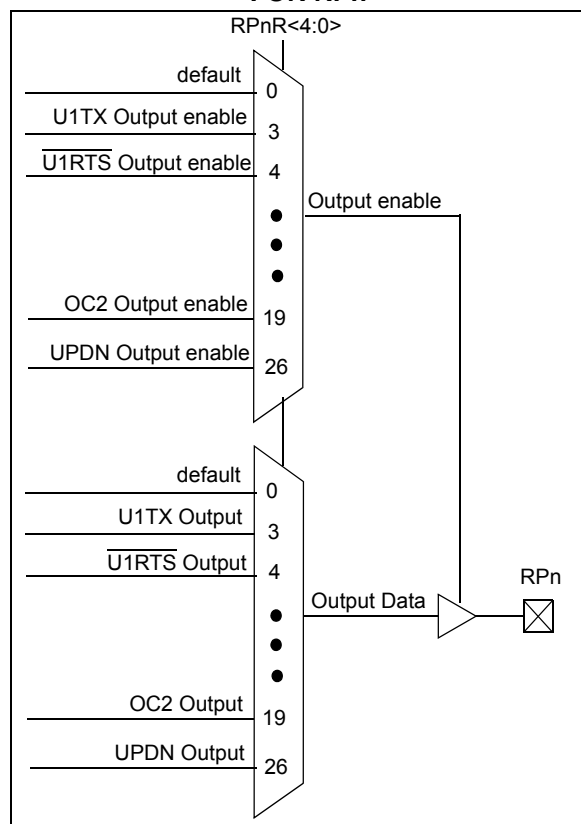 RPnR<4:0>
default
0
U1TX Output enable
3
U1RTS Output enable
4
Output enable
OC2 Output enable
19
UPDN Output enable
26
default
0
U1TX Output
3
U1RTS Output
4
Output Data
RPn
OC2 Output
19
UPDN Output
26